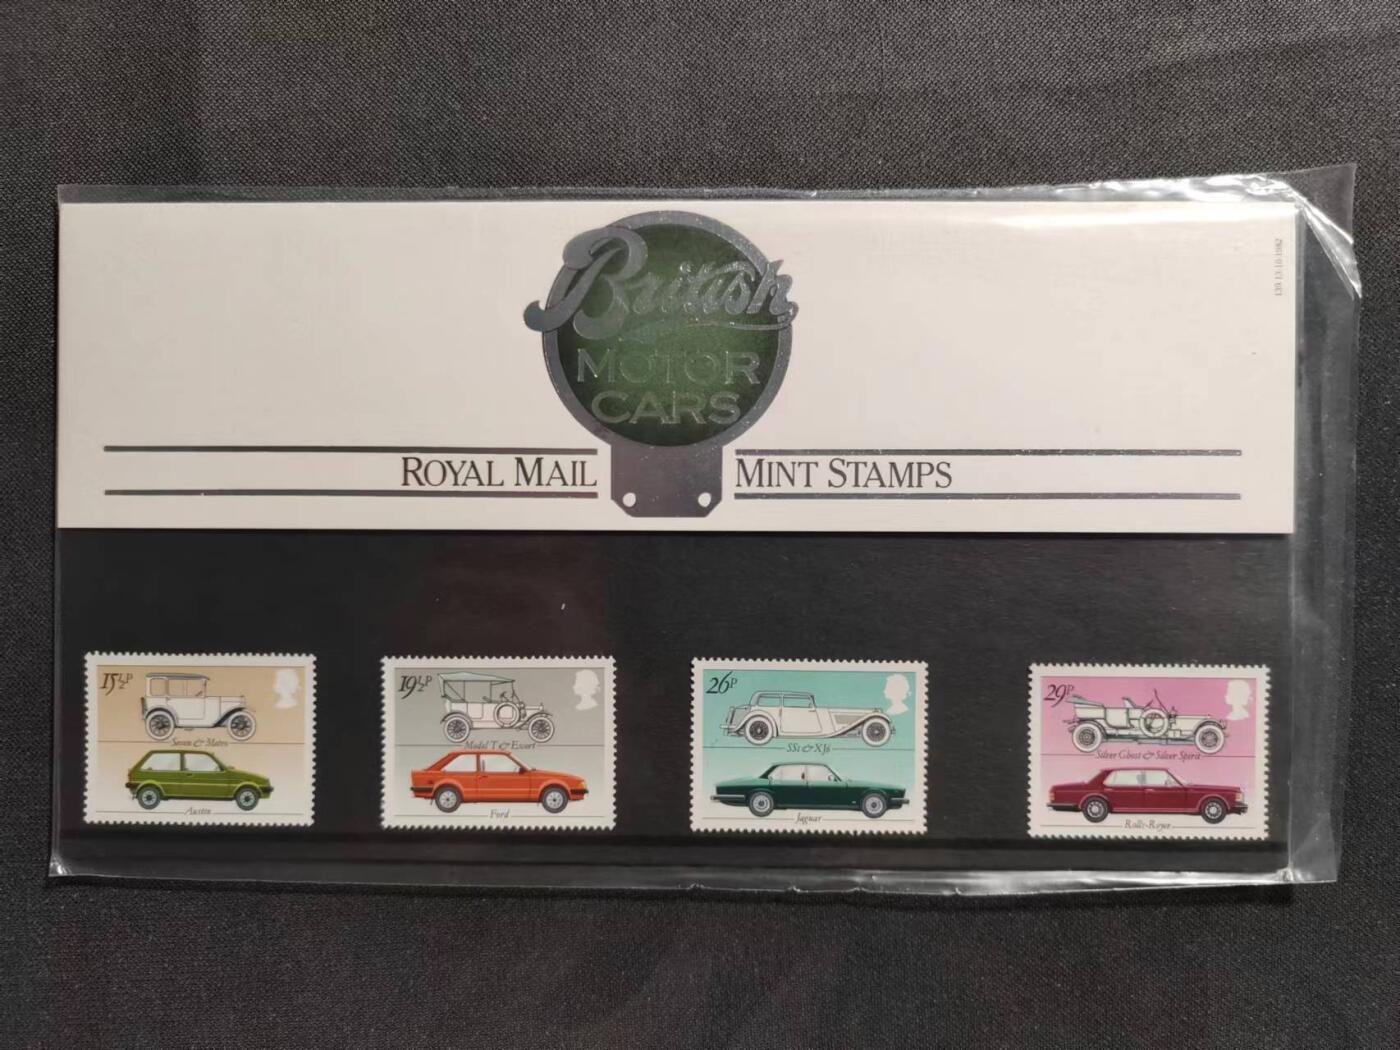 British
MOTOR
CARS
139 13·10·1982
ROYAL MAIL MINT STAMPS
15½P
Seven & Metro
Austin
19½P
Model T & Escort
Ford
26P
SS1 & XJ6
Jaguar
29P
Silver Ghost & Silver Spirit
Rolls-Royce